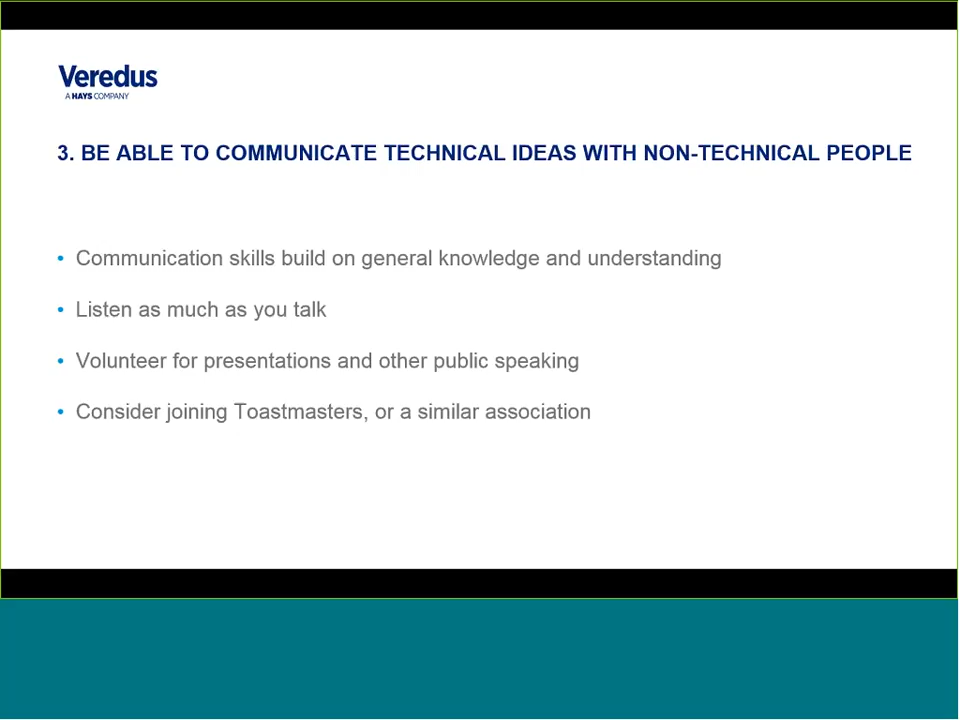 Veredus
A HAYS COMPANY
3. BE ABLE TO COMMUNICATE TECHNICAL IDEAS WITH NON-TECHNICAL PEOPLE
• Communication skills build on general knowledge and understanding
• Listen as much as you talk
• Volunteer for presentations and other public speaking
• Consider joining Toastmasters, or a similar association